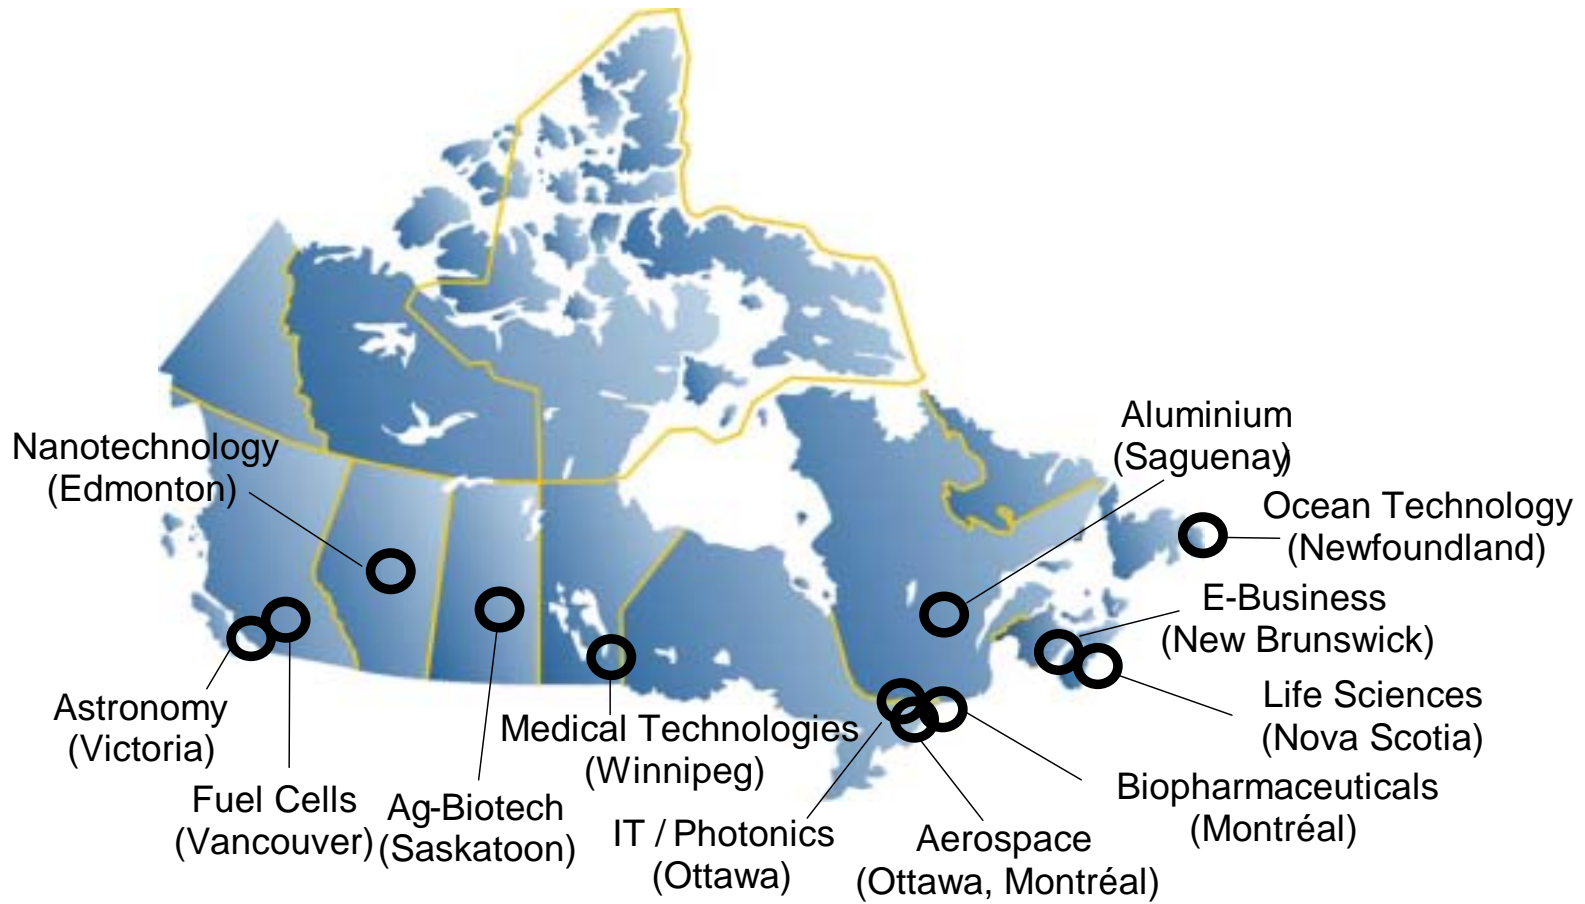 Aluminium
(Saguenay)
Nanotechnology
(Edmonton)
Ocean Technology
(Newfoundland)
E-Business
(New Brunswick)
Life Sciences
(Nova Scotia)
Astronomy
(Victoria)
Medical Technologies
(Winnipeg)
Biopharmaceuticals
(Montréal)
Fuel Cells
(Vancouver)
Ag-Biotech
(Saskatoon)
IT / Photonics
(Ottawa)
Aerospace
(Ottawa, Montréal)